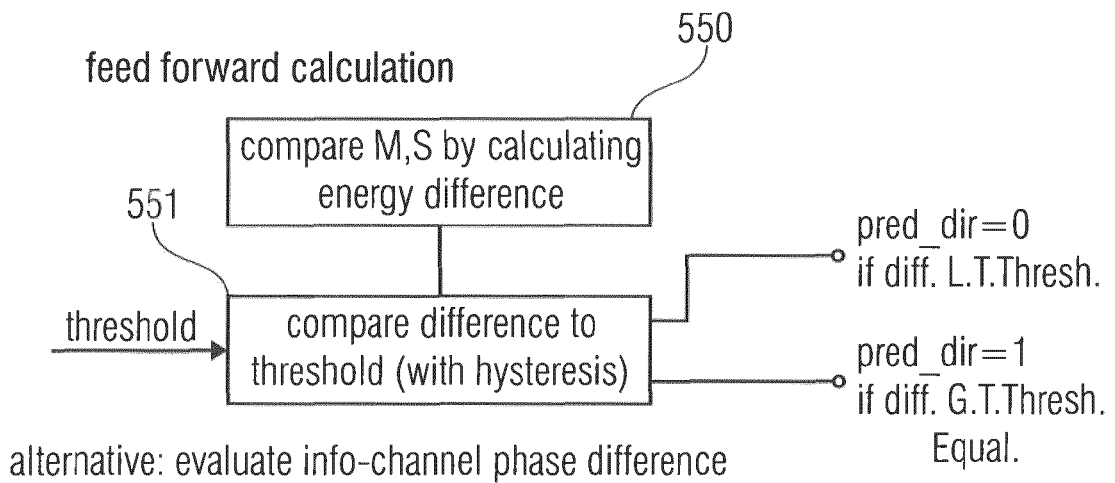 550
feed forward calculation
compare M,S by calculating
energy difference
551
pred_dir=0
if diff. L.T.Thresh.
threshold
compare difference to
threshold (with hysteresis)
pred_dir=1
if diff. G.T.Thresh.
Equal.
alternative: evaluate info-channel phase difference